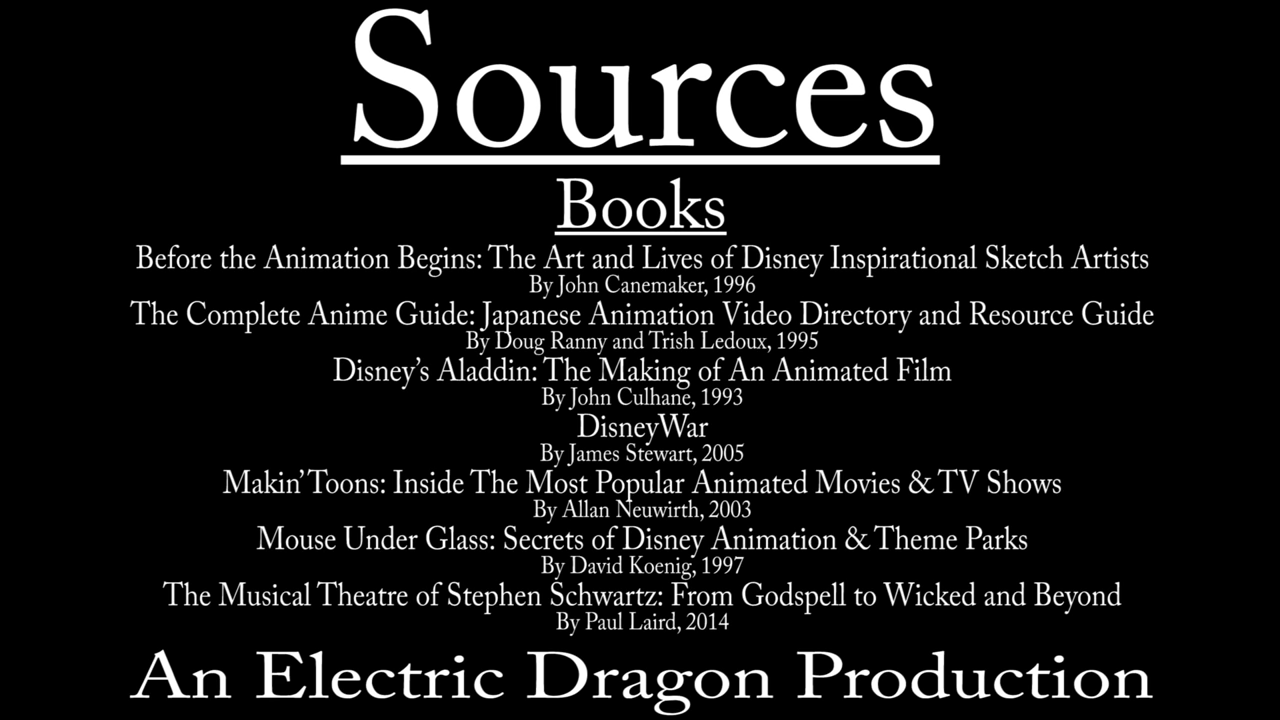 Sources
Books
Before the Animation Begins: The Art and Lives of Disney Inspirational Sketch Artists
By John Canemaker, 1996
The Complete Anime Guide: Japanese Animation Video Directory and Resource Guide
By Doug Ranny and Trish Ledoux, 1995
Disney’s Aladdin: The Making of An Animated Film
By John Culhane, 1993
DisneyWar
By James Stewart, 2005
Makin’ Toons: Inside The Most Popular Animated Movies & TV Shows
By Allan Neuwirth, 2003
Mouse Under Glass: Secrets of Disney Animation & Theme Parks
By David Koenig, 1997
The Musical Theatre of Stephen Schwartz: From Godspell to Wicked and Beyond
By Paul Laird, 2014
An Electric Dragon Production